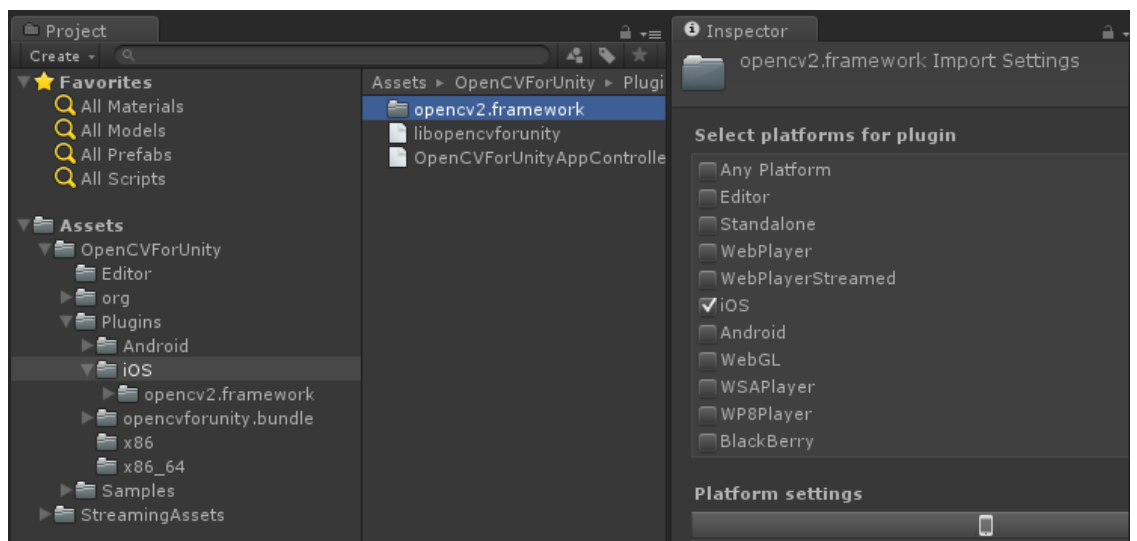 Project
Create
Favorites
All Materials
All Models
All Prefabs
All Scripts
Assets
OpenCVForUnity
Editor
org
Plugins
Android
iOS
opencv2.framework
opencvforunity.bundle
x86
x86_64
Samples
StreamingAssets
Assets ▸ OpenCVForUnity ▸ Plugi
opencv2.framework
libopencvforunity
OpenCVForUnityAppControlle
Inspector
opencv2.framework Import Settings
Select platforms for plugin
Any Platform
Editor
Standalone
WebPlayer
WebPlayerStreamed
iOS
Android
WebGL
WSAPlayer
WP8Player
BlackBerry
Platform settings